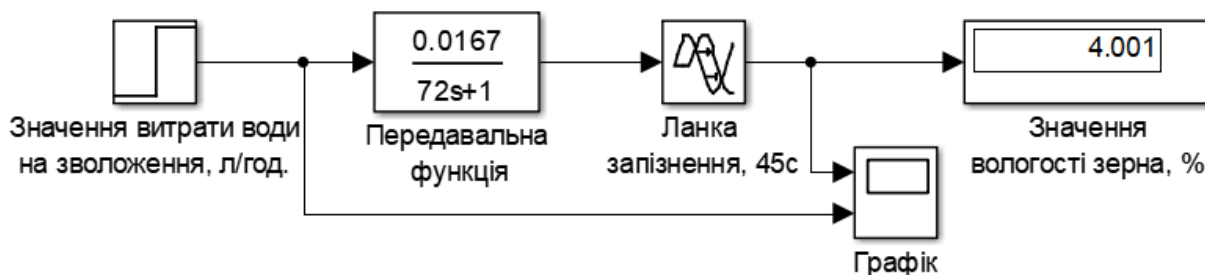 0.0167
72s+1
4.001
Значення витрати води
на зволоження, л/год.
Передавальна
функція
Ланка
запізнення, 45с
Значення
вологості зерна, %
Графік